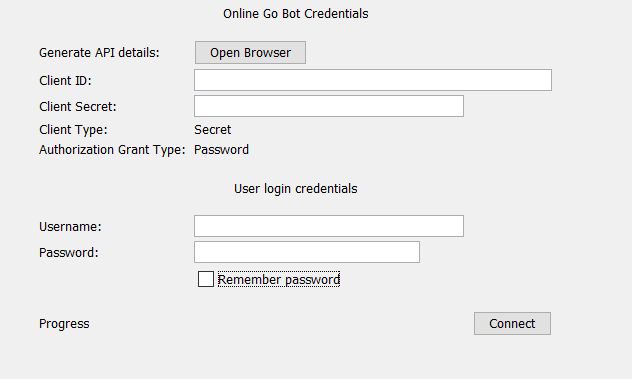 Online Go Bot Credentials
Generate API details: Open Browser
Client ID:
Client Secret:
Client Type: Secret
Authorization Grant Type: Password
User login credentials
Username:
Password:
Remember password
Progress Connect